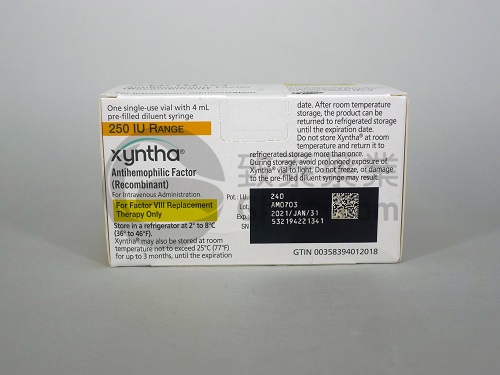 One single-use vial with 4 mL
pre-filled diluent syringe
250 IU RANGE
xyntha®
Antihemophilic Factor
(Recombinant)
For Intravenous Administration.
For Factor VIII Replacement
Therapy Only
Store in a refrigerator at 2° to 8°C
(36° to 46°F).
Xyntha® may also be stored at room
temperature not to exceed 25°C (77°F)
for up to 3 months, until the expiration
date. After room temperature
storage, the product can be
returned to refrigerated storage
until the expiration date.
Do not store Xyntha® at room
temperature and return it to
refrigerated storage more than once.
During storage, avoid prolonged exposure of
Xyntha® vial to light. Do not freeze, or damage
to the pre-filled diluent syringe may result.
Pot.: I.U. 240
Lot: AM0703
Exp. 2021/JAN/31
SN 532194221341
GTIN 00358394012018